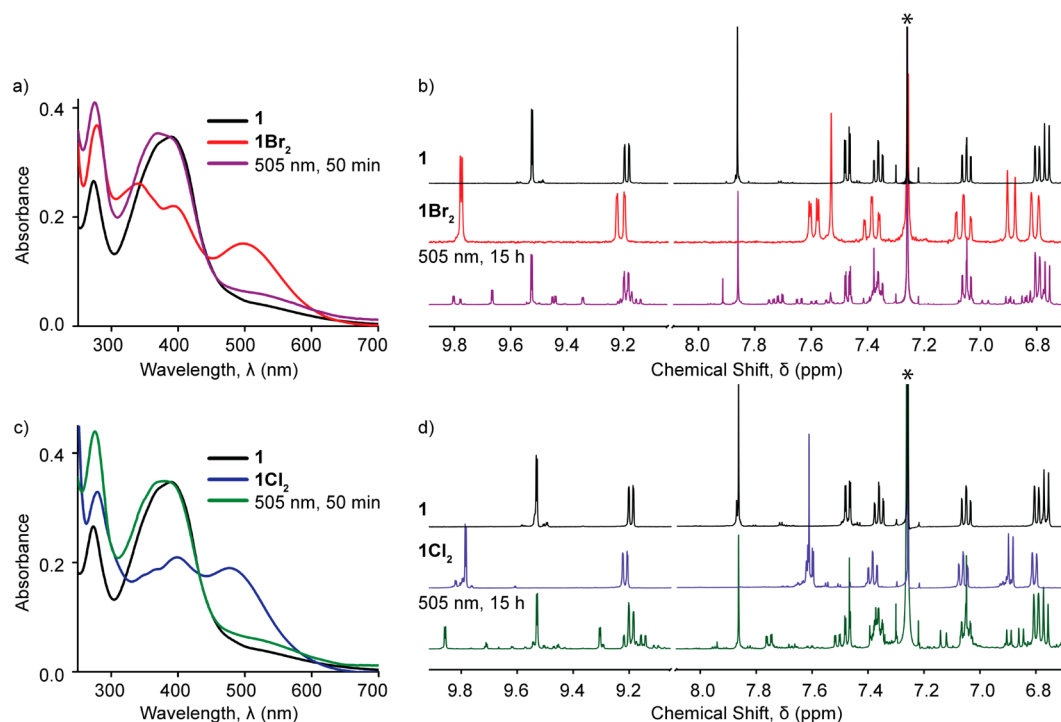 a)
0.4
0.2
0.0
Absorbance
1
1Br2
505 nm, 50 min
300 400 500 600 700
Wavelength, λ (nm)
b)
*
1
1Br2
505 nm, 15 h
9.8 9.6 9.4 9.2 8.0 7.8 7.6 7.4 7.2 7.0 6.8
Chemical Shift, δ (ppm)
c)
0.4
0.2
0.0
Absorbance
1
1Cl2
505 nm, 50 min
300 400 500 600 700
Wavelength, λ (nm)
d)
*
1
1Cl2
505 nm, 15 h
9.8 9.6 9.4 9.2 8.0 7.8 7.6 7.4 7.2 7.0 6.8
Chemical Shift, δ (ppm)